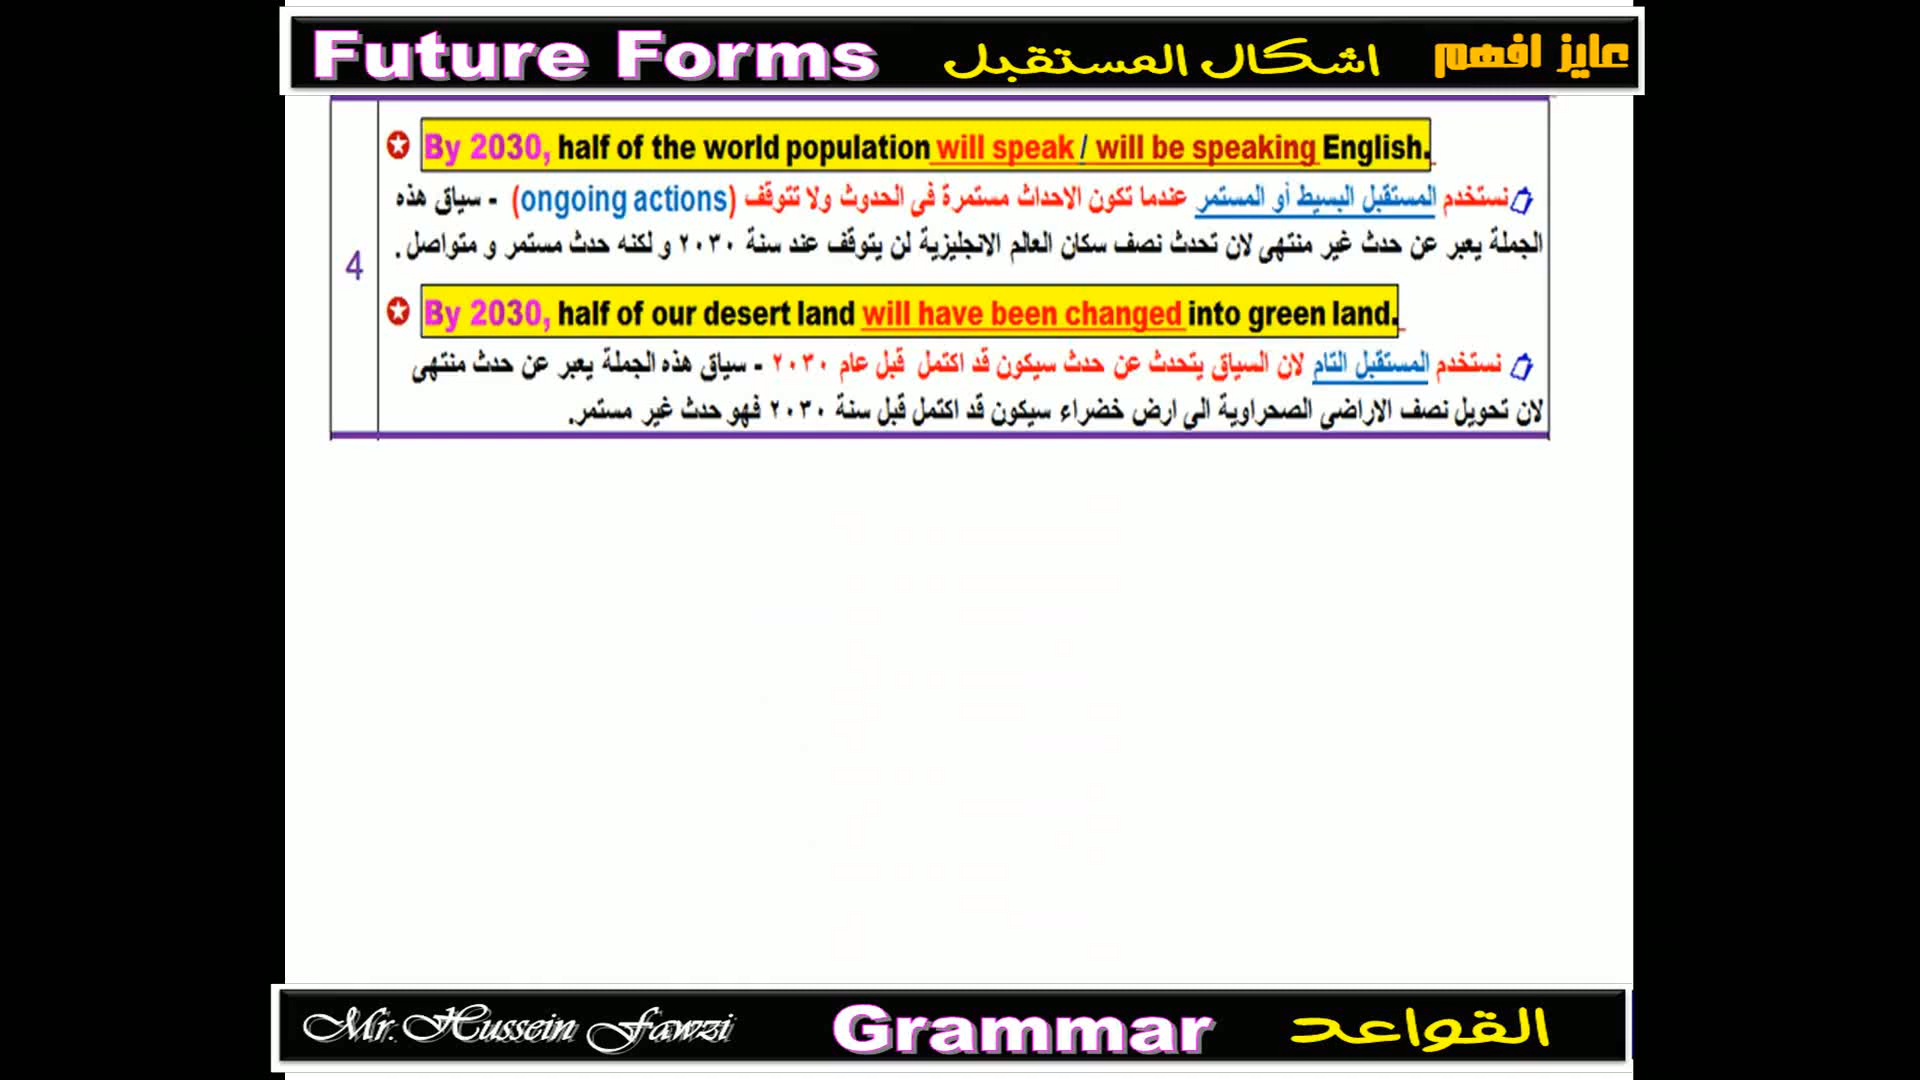 Future Forms اشكال المستقبل عايز افهم
By 2030, half of the world population will speak / will be speaking English.
نستخدم المستقبل البسيط أو المستمر عندما تكون الاحداث مستمرة فى الحدوث ولا تتوقف (ongoing actions) - سياق هذه
الجملة يعبر عن حدث غير منتهى لان تحدث نصف سكان العالم الانجليزية لن يتوقف عند سنة ٢٠٣٠ و لكنه حدث مستمر و متواصل .
4
By 2030, half of our desert land will have been changed into green land.
نستخدم المستقبل التام لان السياق يتحدث عن حدث سيكون قد اكتمل قبل عام ٢٠٣٠ - سياق هذه الجملة يعبر عن حدث منتهى
لان تحويل نصف الاراضى الصحراوية الى ارض خضراء سيكون قد اكتمل قبل سنة ٢٠٣٠ فهو حدث غير مستمر.
Mr. Hussein Fawzi Grammar القواعد